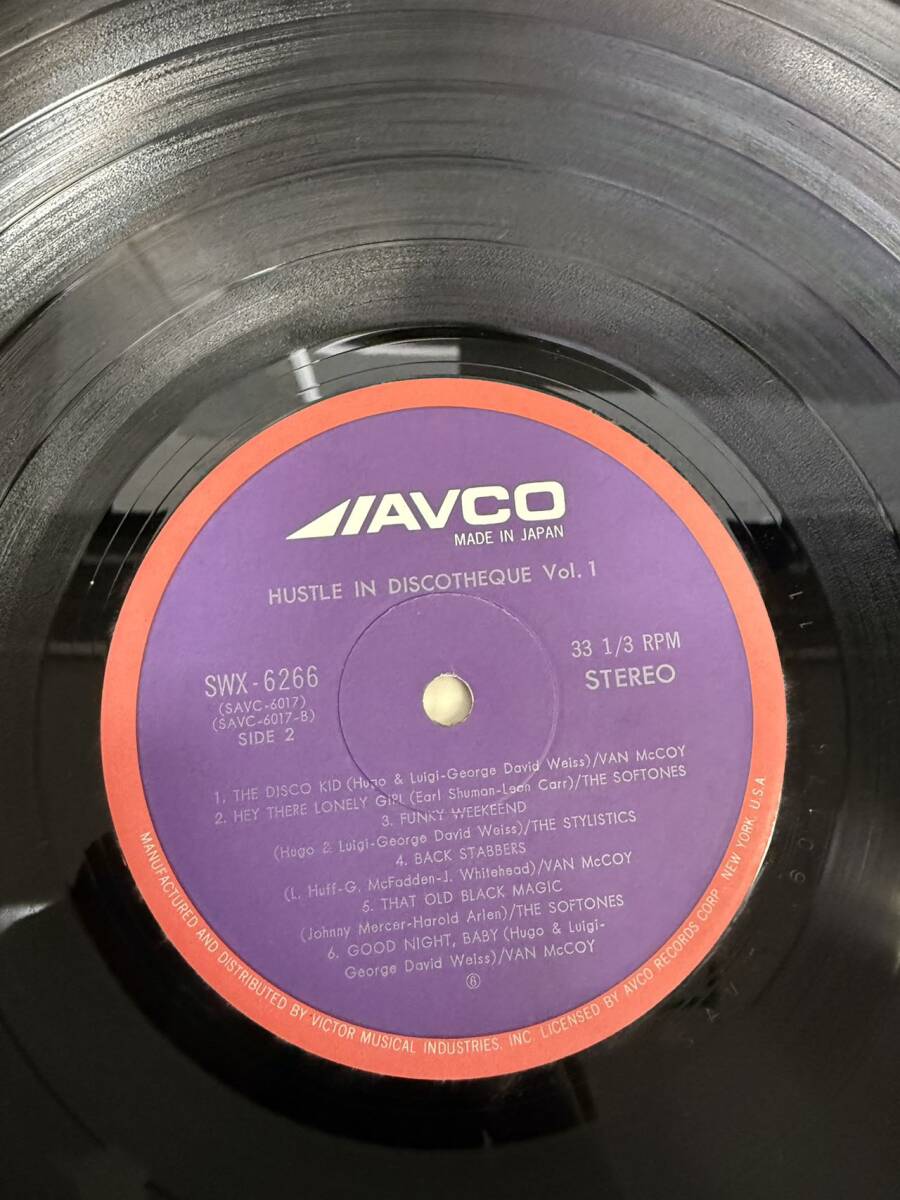 AVCO
MADE IN JAPAN
HUSTLE IN DISCOTHEQUE Vol. 1
33 1/3 RPM
STEREO
SWX-6266
(SAVC-6017)
(SAVC-6017-B)
SIDE 2
1. THE DISCO KID (Hugo & Luigi-George David Weiss)/VAN McCOY
2. HEY THERE LONELY GIRL (Earl Shuman-Leon Carr)/THE SOFTONES
3. FUNKY WEEKEEND
(Hugo & Luigi-George David Weiss)/THE STYLISTICS
4. BACK STABBERS
(L. Huff-G. McFadden-J. Whitehead)/VAN McCOY
5. THAT OLD BLACK MAGIC
(Johnny Mercer-Harold Arlen)/THE SOFTONES
6. GOOD NIGHT, BABY (Hugo & Luigi-
George David Weiss)/VAN McCOY
MANUFACTURED AND DISTRIBUTED BY VICTOR MUSICAL INDUSTRIES, INC. LICENSED BY AVCO RECORDS CORP. NEW YORK, U.S.A.